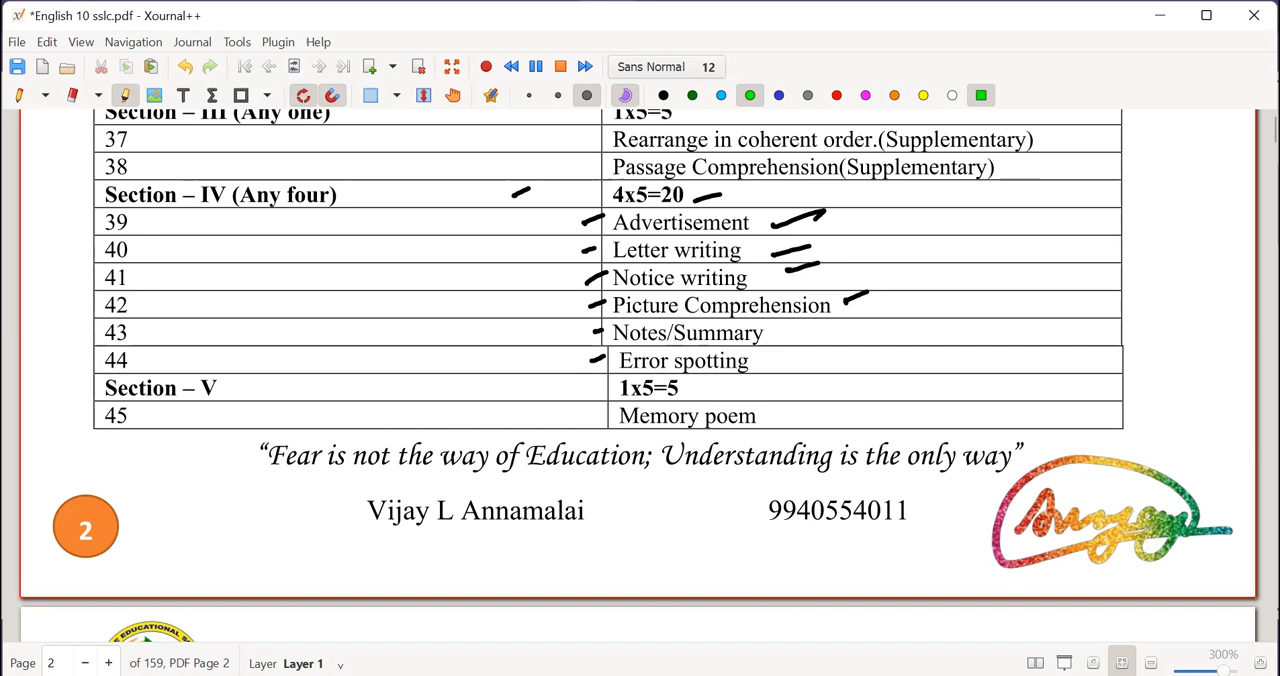 *English 10 sslc.pdf - Xournal++
File Edit View Navigation Journal Tools Plugin Help
Sans Normal 12
Section – III (Any one) 1x5=5
37 Rearrange in coherent order.(Supplementary)
38 Passage Comprehension(Supplementary)
Section – IV (Any four) 4x5=20
39 Advertisement
40 Letter writing
41 Notice writing
42 Picture Comprehension
43 Notes/Summary
44 Error spotting
Section – V 1x5=5
45 Memory poem
“Fear is not the way of Education; Understanding is the only way”
Vijay L Annamalai 9940554011
2
E EDUCATIONAL S
Page 2 of 159, PDF Page 2 Layer Layer 1 300%